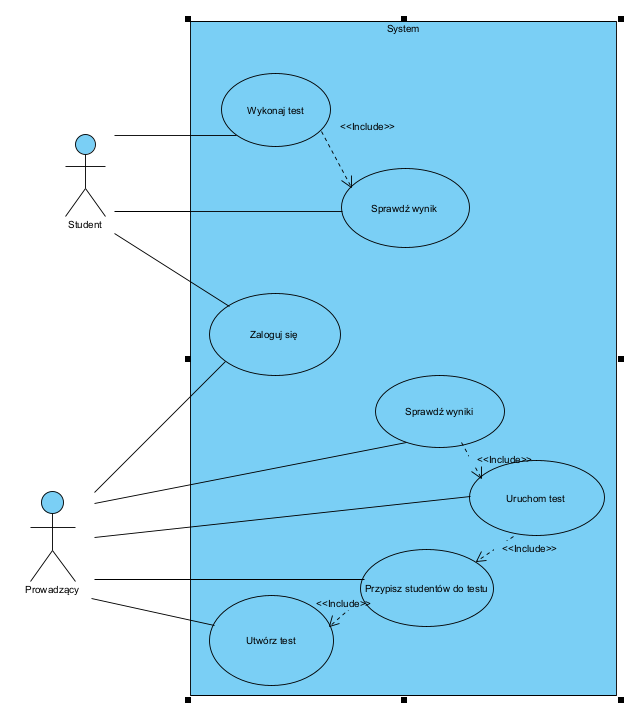 System
Wykonaj test
<<Include>>
Sprawdź wynik
Student
Zaloguj się
Sprawdź wyniki
<<Include>>
Uruchom test
<<Include>>
Prowadzący
Przypisz studentów do testu
<<Include>>
Utwórz test